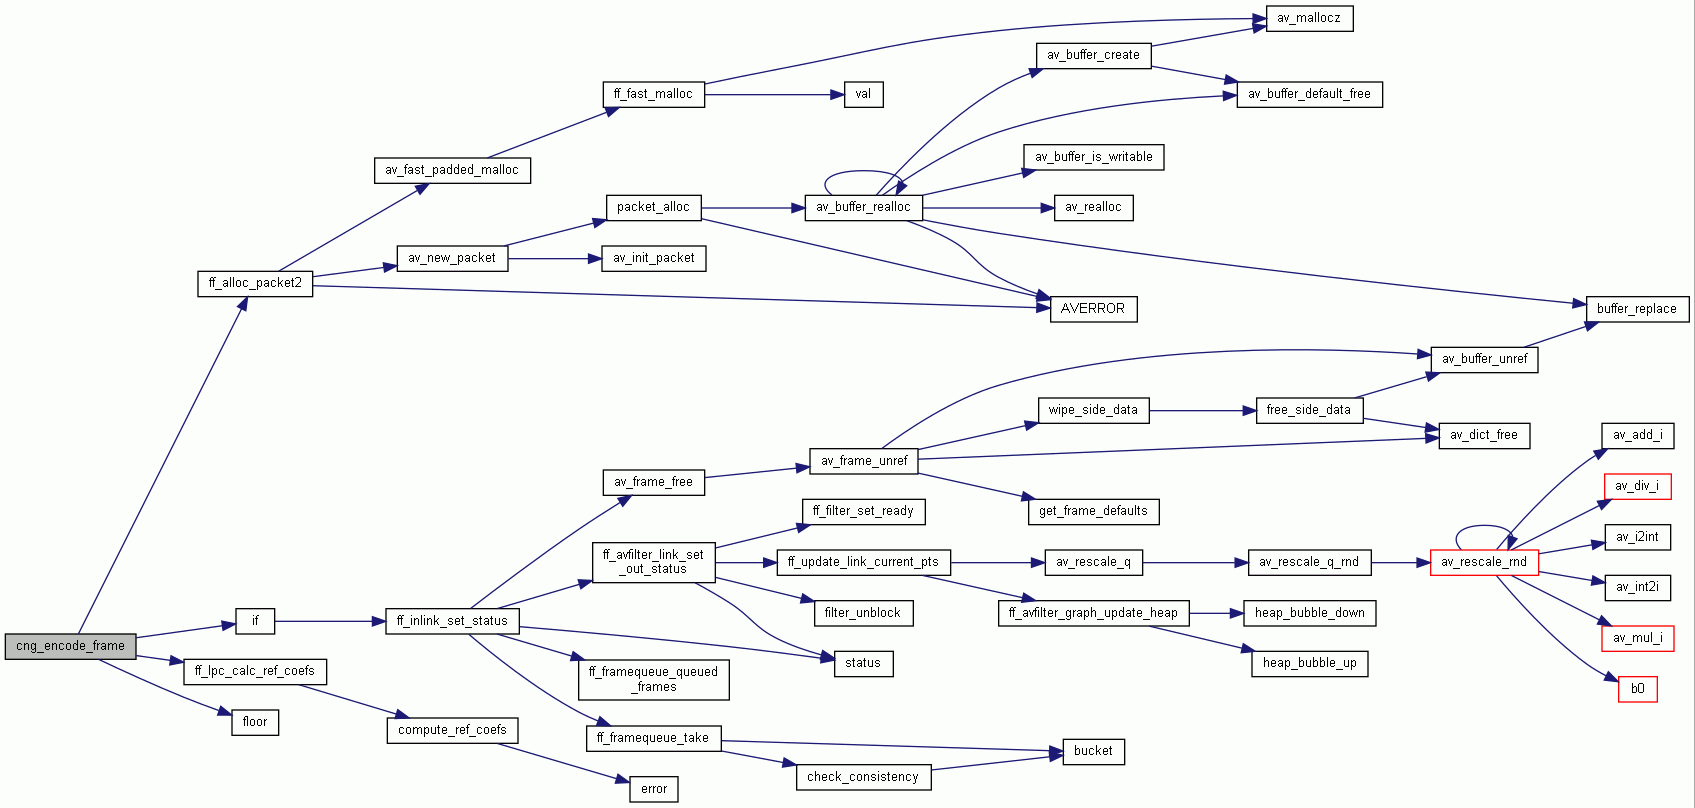 av_mallocz
av_buffer_create
ff_fast_malloc
val
av_buffer_default_free
av_buffer_is_writable
av_fast_padded_malloc
packet_alloc
av_buffer_realloc
av_realloc
av_new_packet
av_init_packet
ff_alloc_packet2
AVERROR
buffer_replace
av_buffer_unref
wipe_side_data
free_side_data
av_dict_free
av_add_i
av_frame_unref
av_frame_free
av_div_i
get_frame_defaults
ff_filter_set_ready
av_i2int
ff_avfilter_link_set
_out_status
ff_update_link_current_pts
av_rescale_q
av_rescale_q_rnd
av_rescale_rnd
av_int2i
filter_unblock
ff_avfilter_graph_update_heap
heap_bubble_down
if
ff_inlink_set_status
av_mul_i
cng_encode_frame
status
heap_bubble_up
ff_lpc_calc_ref_coefs
ff_framequeue_queued
_frames
b0
floor
compute_ref_coefs
ff_framequeue_take
bucket
check_consistency
error